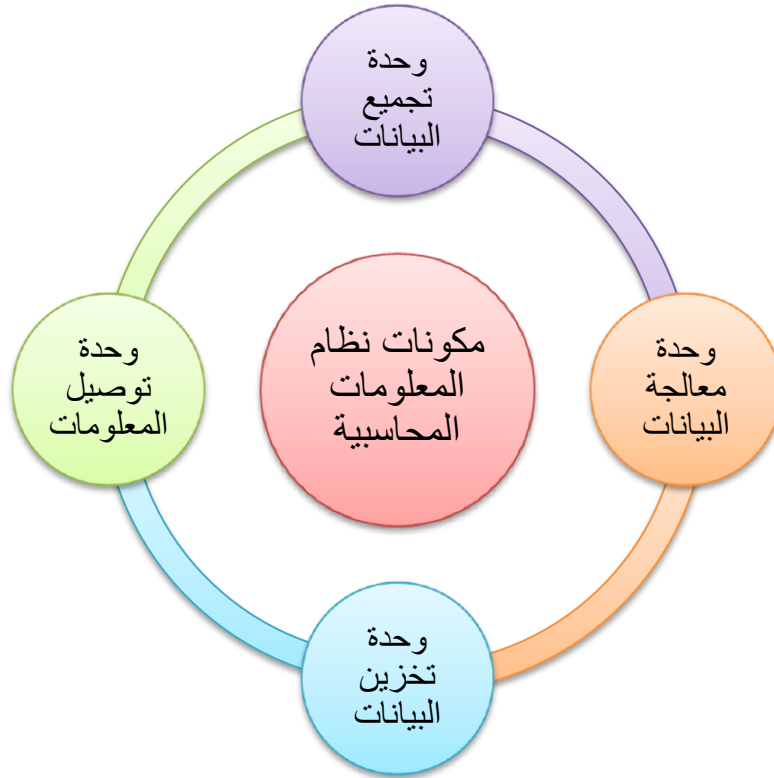 وحدة
تجميع
البيانات
مكونات نظام
المعلومات
المحاسبية
وحدة
معالجة
البيانات
وحدة
تخزين
البيانات
وحدة
توصيل
المعلومات